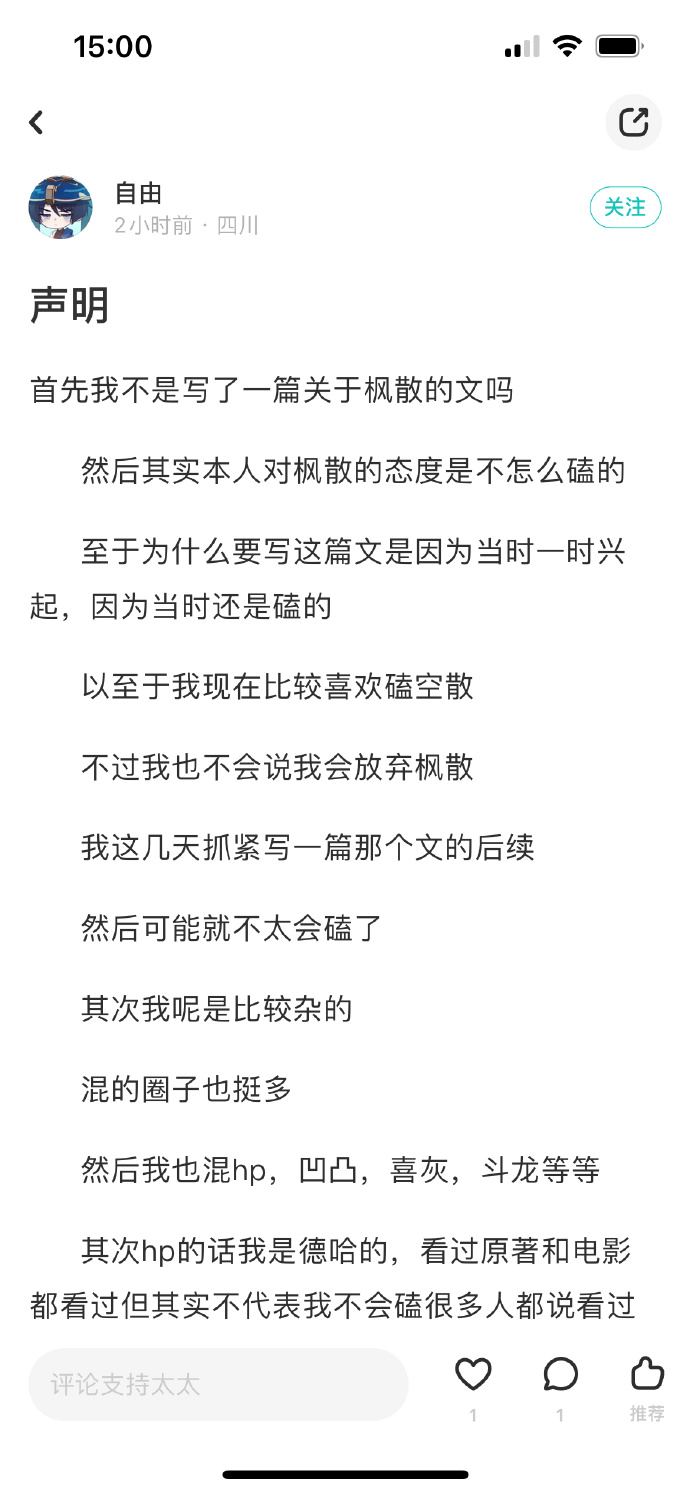 15:00
自由
2小时前 · 四川
关注
声明
首先我不是写了一篇关于枫散的文吗
然后其实本人对枫散的态度是不怎么磕的
至于为什么要写这篇文是因为当时一时兴
起，因为当时还是磕的
以至于我现在比较喜欢磕空散
不过我也不会说我会放弃枫散
我这几天抓紧写一篇那个文的后续
然后可能就不太会磕了
其次我呢是比较杂的
混的圈子也挺多
然后我也混hp，凹凸，喜灰，斗龙等等
其次hp的话我是德哈的，看过原著和电影
都看过但其实不代表我不会磕很多人都说看过
评论支持太太
1
1
推荐